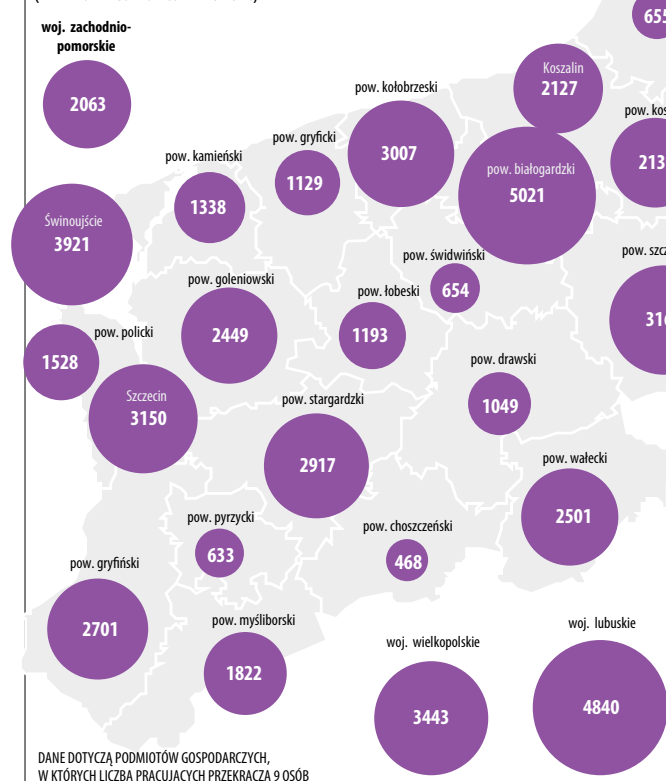 woj. zachodnio-
pomorskie
2063
655
Koszalin
2127
pow. kołobrzeski
3007
pow. gryficki
1129
pow. kamieński
1338
pow. białogardzki
5021
Świnoujście
3921
pow. świdwiński
654
pow. goleniowski
2449
pow. łobeski
1193
pow. policki
1528
pow. drawski
1049
Szczecin
3150
pow. stargardzki
2917
pow. wałecki
2501
pow. pyrzycki
633
pow. choszczeński
468
pow. gryfiński
2701
pow. myśliborski
1822
woj. wielkopolskie
3443
woj. lubuskie
4840
DANE DOTYCZĄ PODMIOTÓW GOSPODARCZYCH,
W KTÓRYCH LICZBA PRACUJĄCYCH PRZEKRACZA 9 OSÓB